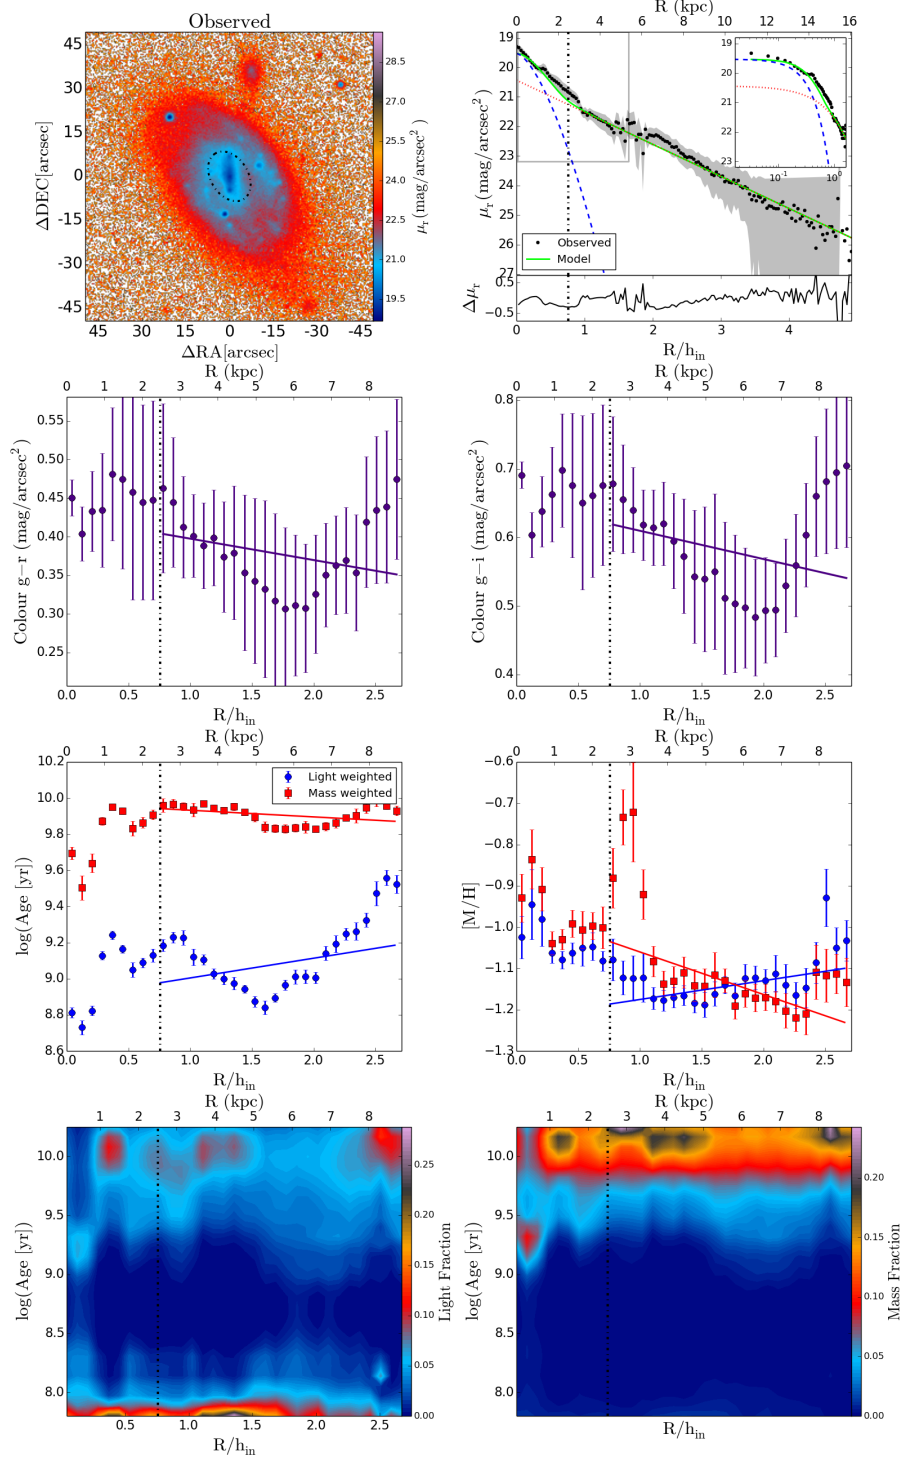 Observed
45
30
15
0
-15
-30
-45
45 30 15 0 -15 -30 -45
ΔDEC[arcsec]
ΔRA[arcsec]
28.5
27.0
25.5
24.0
22.5
21.0
19.5
μr(mag/arcsec²)
R (kpc)
0 2 3 5 6 8 9 11 13 14 16
19
20
21
22
23
24
25
26
27
μr(mag/arcsec²)
19
20
21
22
23
10⁻¹ 10⁰
Observed
Model
0.5
−0.5
Δμr
0 1 2 3 4
R/hin
R (kpc)
0 1 2 3 4 5 6 7 8
0.55
0.50
0.45
0.40
0.35
0.30
0.25
Colour g−r (mag/arcsec²)
0.0 0.5 1.0 1.5 2.0 2.5
R/hin
R (kpc)
0 1 2 3 4 5 6 7 8
0.8
0.7
0.6
0.5
0.4
Colour g−i (mag/arcsec²)
0.0 0.5 1.0 1.5 2.0 2.5
R/hin
R (kpc)
0 1 2 3 4 5 6 7 8
10.2
10.0
9.8
9.6
9.4
9.2
9.0
8.8
8.6
log(Age [yr])
Light weighted
Mass weighted
0.0 0.5 1.0 1.5 2.0 2.5
R/hin
R (kpc)
0 1 2 3 4 5 6 7 8
−0.6
−0.7
−0.8
−0.9
−1.0
−1.1
−1.2
−1.3
[M/H]
0.0 0.5 1.0 1.5 2.0 2.5
R/hin
R (kpc)
1 2 3 4 5 6 7 8
10.0
9.5
9.0
8.5
8.0
log(Age [yr])
0.5 1.0 1.5 2.0 2.5
R/hin
0.25
0.20
0.15
0.10
0.05
0.00
Light Fraction
R (kpc)
1 2 3 4 5 6 7 8
10.0
9.5
9.0
8.5
8.0
log(Age [yr])
R/hin
0.20
0.15
0.10
0.05
0.00
Mass Fraction